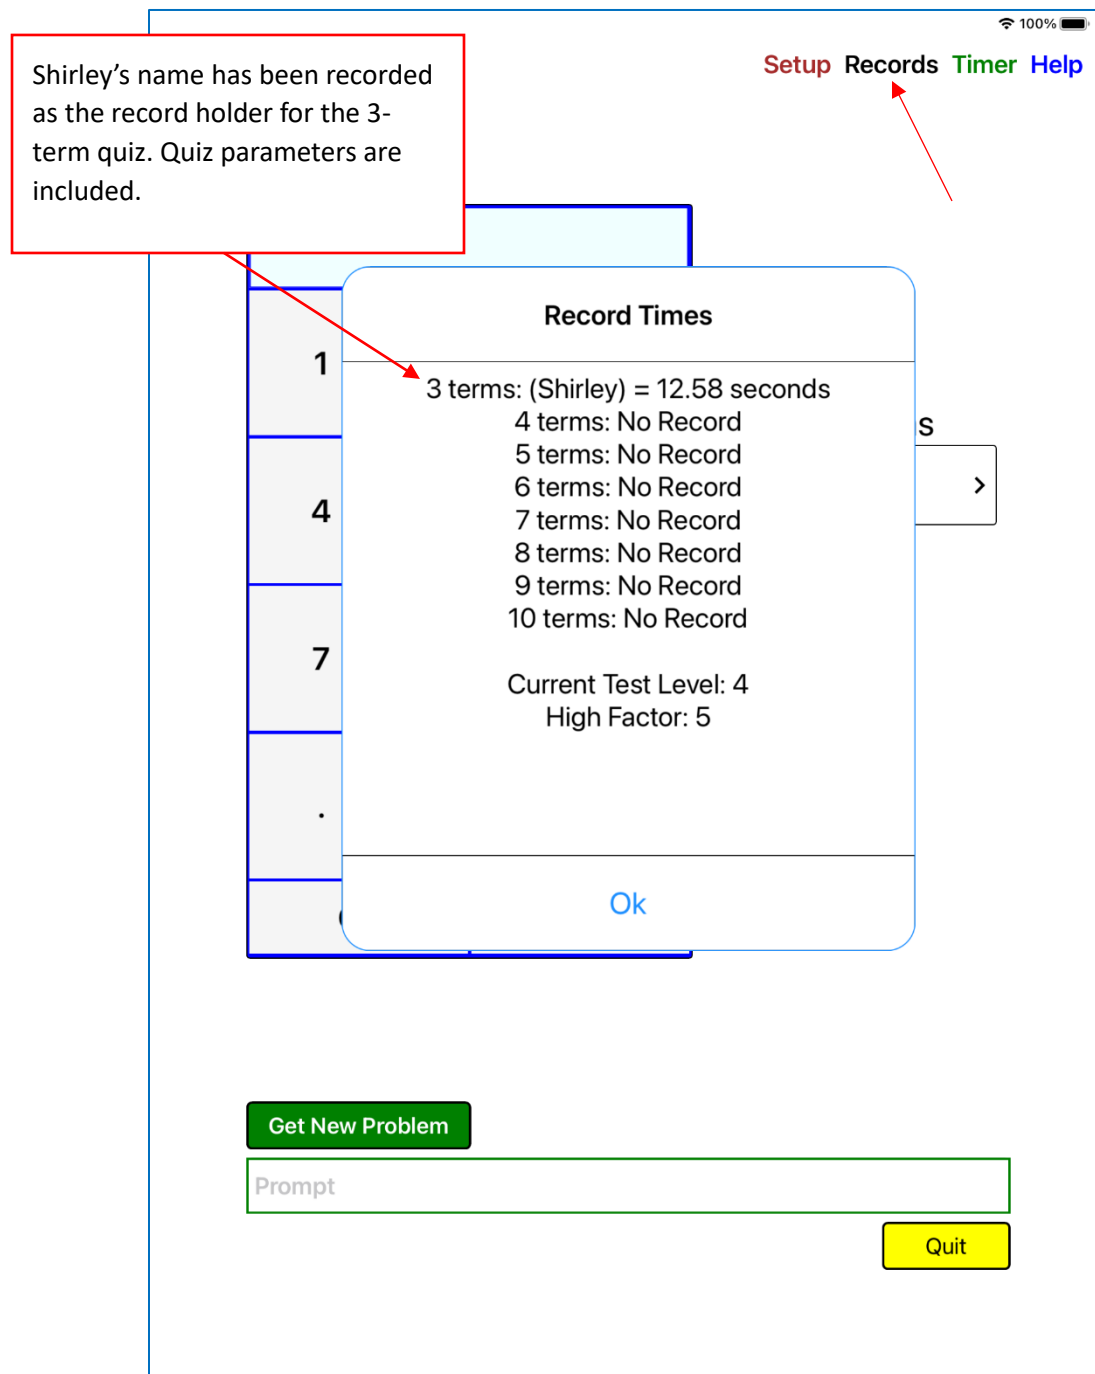 100%
Setup Records Timer Help
Shirley’s name has been recorded
as the record holder for the 3-
term quiz. Quiz parameters are
included.
Record Times
3 terms: (Shirley) = 12.58 seconds
4 terms: No Record
5 terms: No Record
6 terms: No Record
7 terms: No Record
8 terms: No Record
9 terms: No Record
10 terms: No Record
Current Test Level: 4
High Factor: 5
Ok
1
4
7
.
s
>
Get New Problem
Prompt
Quit